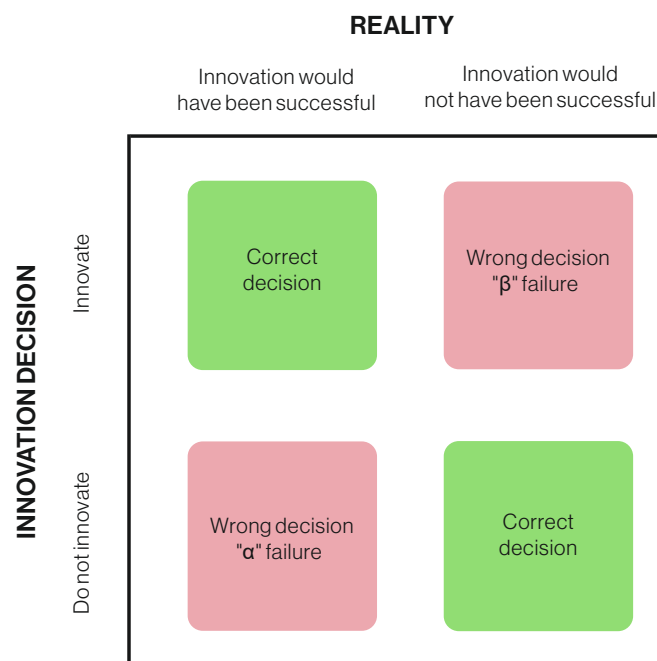 REALITY
Innovation would
have been successful
Innovation would
not have been successful
INNOVATION DECISION
Innovate
Correct
decision
Wrong decision
"β" failure
Do not innovate
Wrong decision
"α" failure
Correct
decision